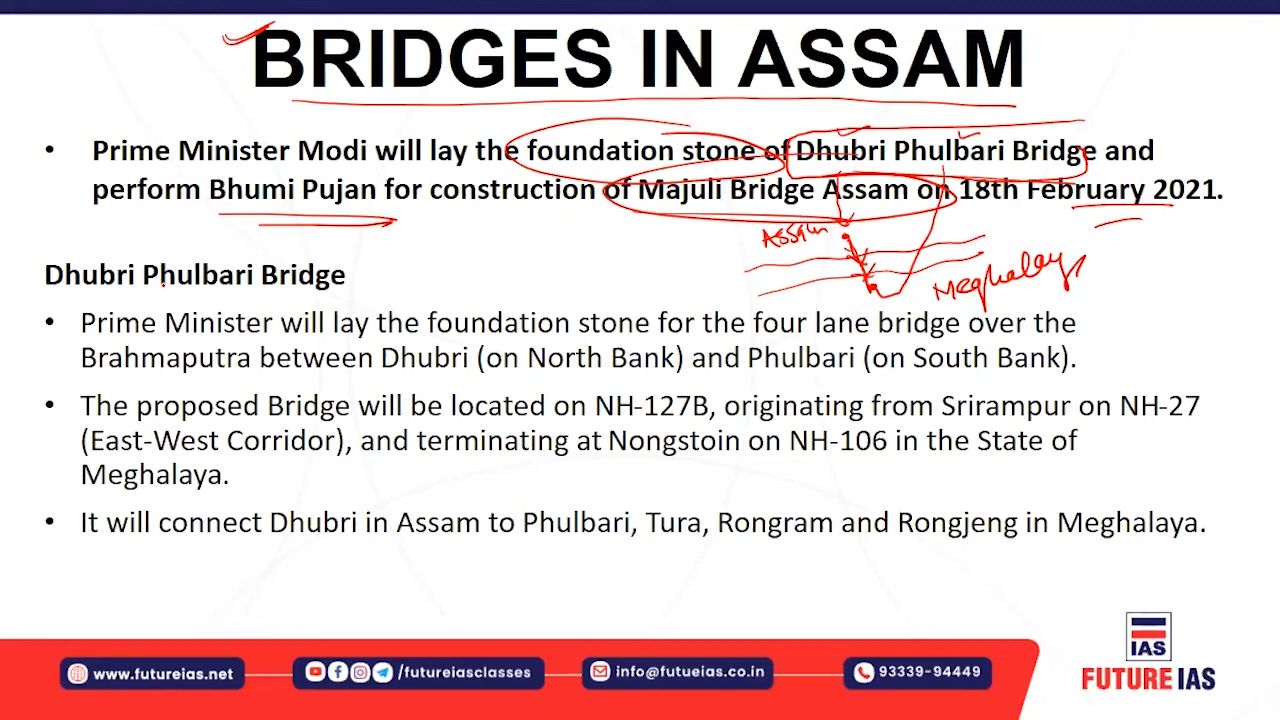 BRIDGES IN ASSAM
• Prime Minister Modi will lay the foundation stone of Dhubri Phulbari Bridge and
perform Bhumi Pujan for construction of Majuli Bridge Assam on 18th February 2021.
Assam
Meghalaya
Dhubri Phulbari Bridge
• Prime Minister will lay the foundation stone for the four lane bridge over the
Brahmaputra between Dhubri (on North Bank) and Phulbari (on South Bank).
• The proposed Bridge will be located on NH-127B, originating from Srirampur on NH-27
(East-West Corridor), and terminating at Nongstoin on NH-106 in the State of
Meghalaya.
• It will connect Dhubri in Assam to Phulbari, Tura, Rongram and Rongjeng in Meghalaya.
www.futureias.net
/futureiasclasses
info@futueias.co.in
93339-94449
IAS
FUTURE IAS